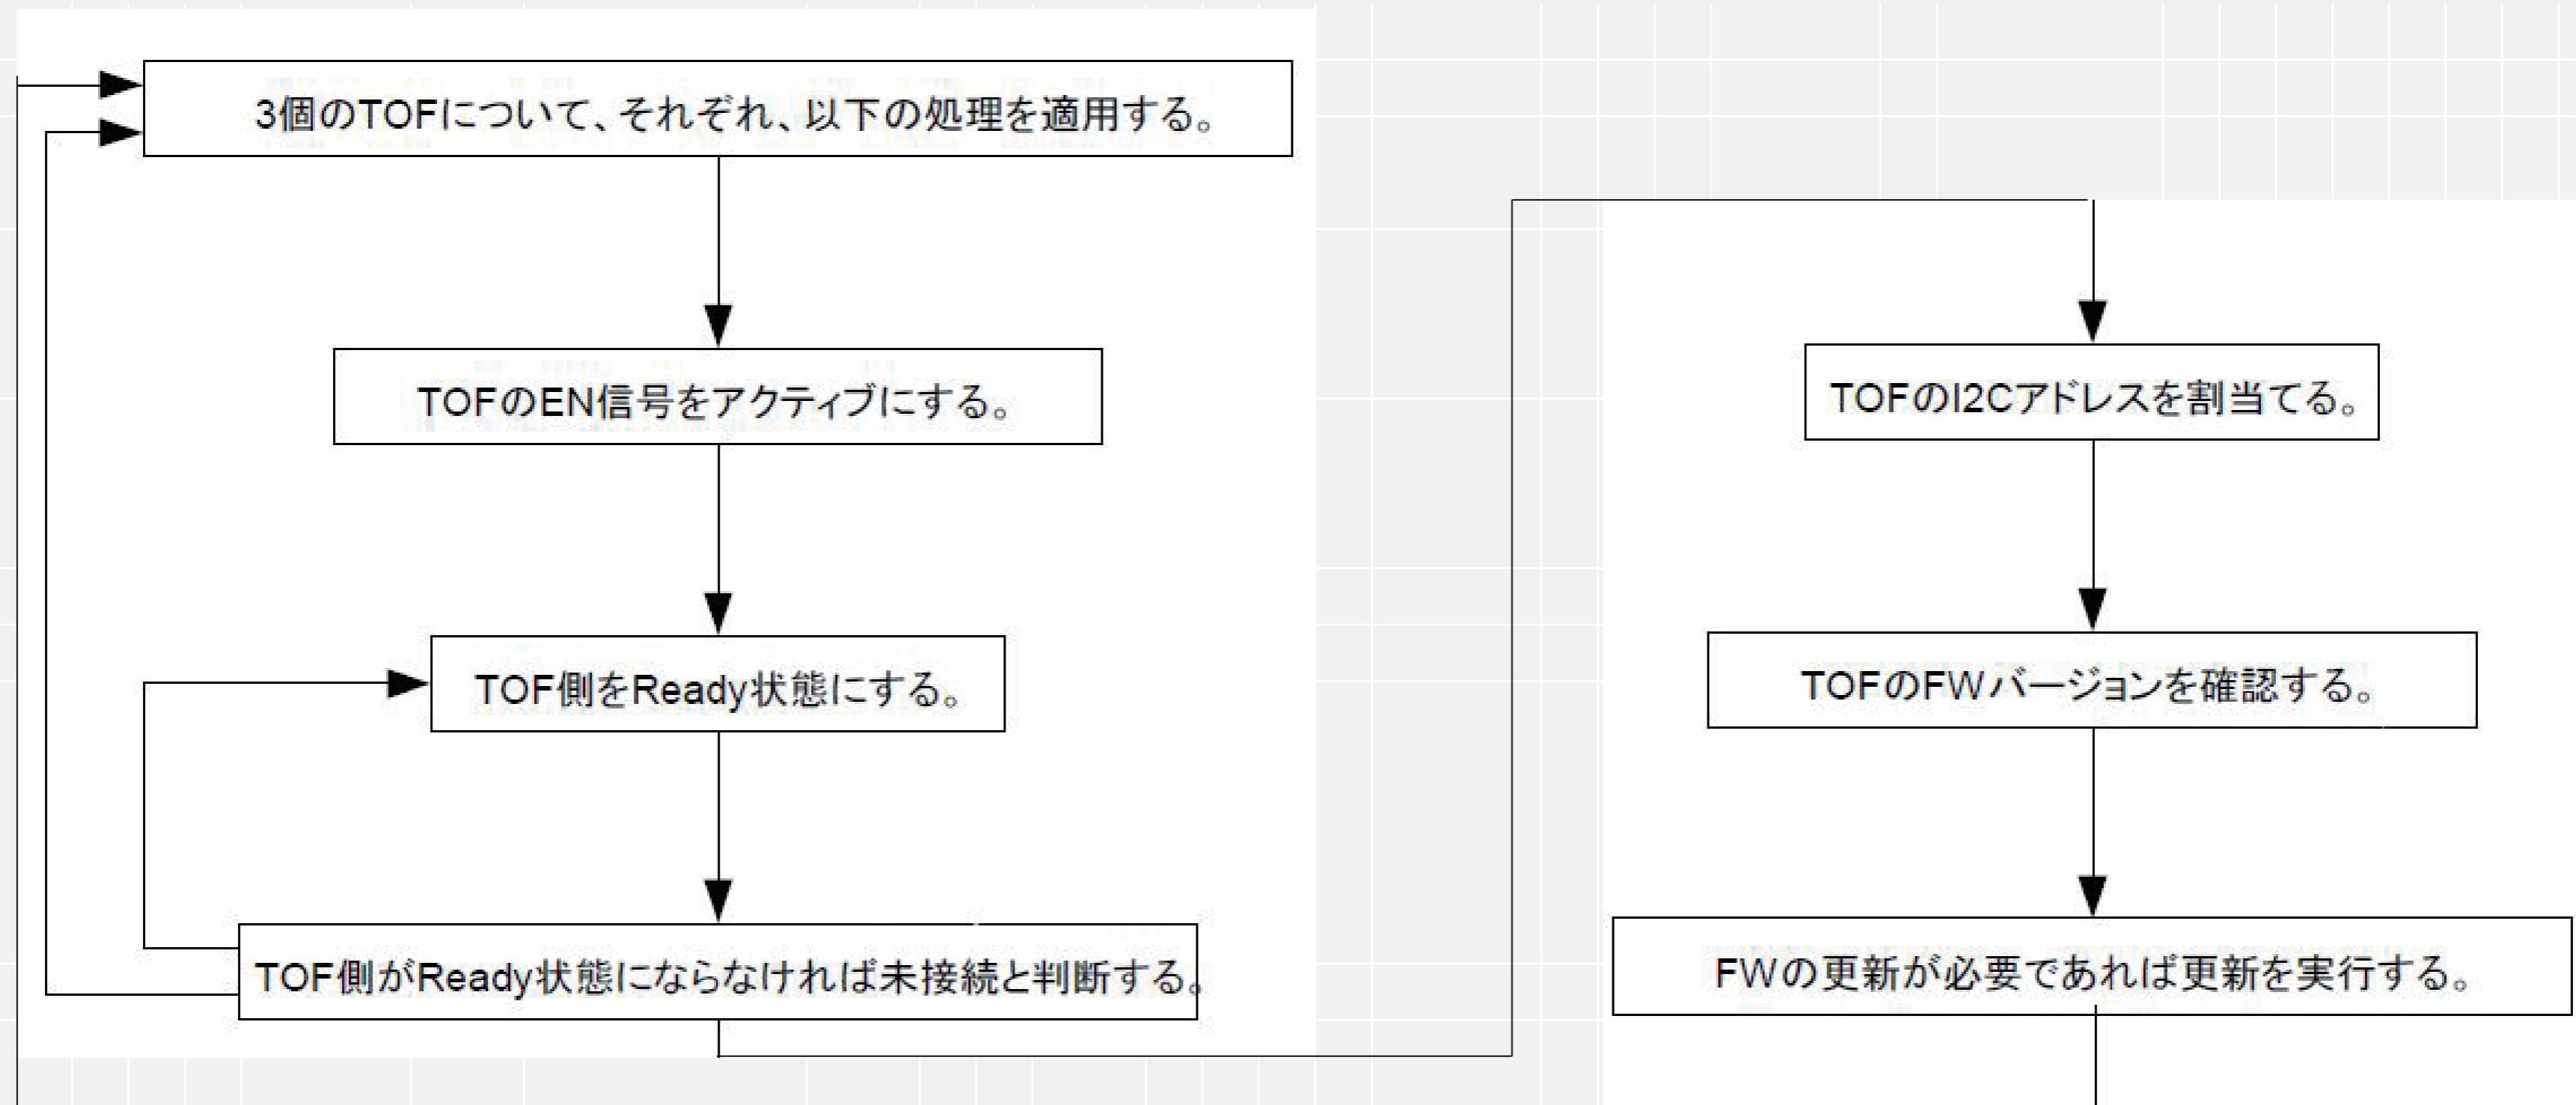 3個のTOFについて、それぞれ、以下の処理を適用する。
TOFのEN信号をアクティブにする。
TOF側をReady状態にする。
TOF側がReady状態にならなければ未接続と判断する。
TOFのI2Cアドレスを割当てる。
TOFのFWバージョンを確認する。
FWの更新が必要であれば更新を実行する。